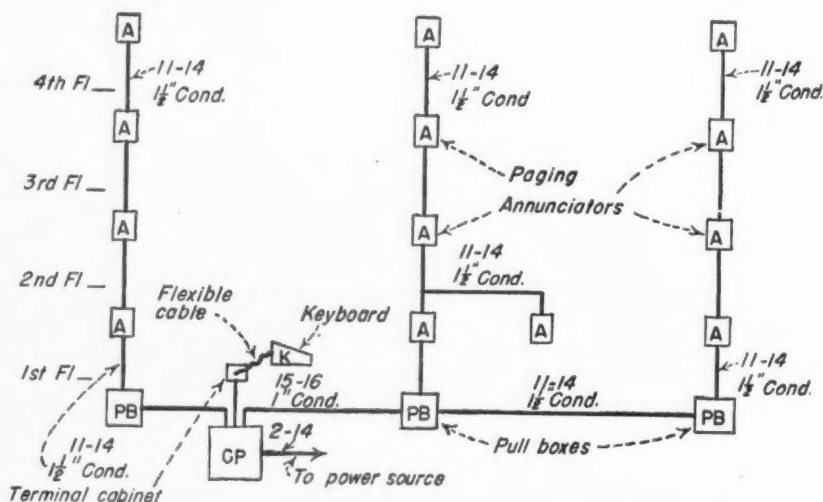 A
A
A
11-14
1½" Cond.
11-14
1½" Cond
11-14
1½" Cond.
4th Fl
A
A
A
Paging
Annunciators
3rd Fl
A
A
A
11-14
1½" Cond.
2nd Fl
Flexible
cable
Keyboard
A
K
A
A
A
1st Fl
15-16
1" Cond.
11-14
1½" Cond.
11-14
1½" Cond.
PB
PB
PB
11-14
1½" Cond.
CP
2-14
To power source
Pull boxes
Terminal cabinet